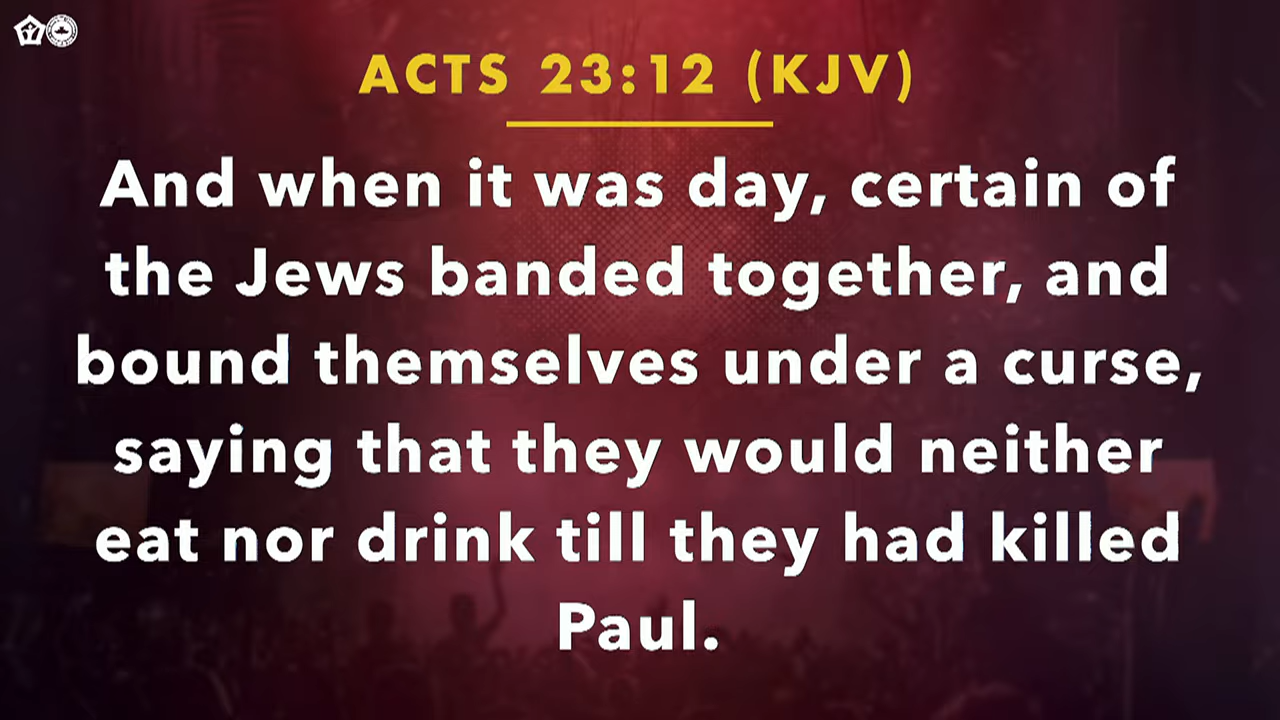 ACTS 23:12 (KJV)
And when it was day, certain of
the Jews banded together, and
bound themselves under a curse,
saying that they would neither
eat nor drink till they had killed
Paul.